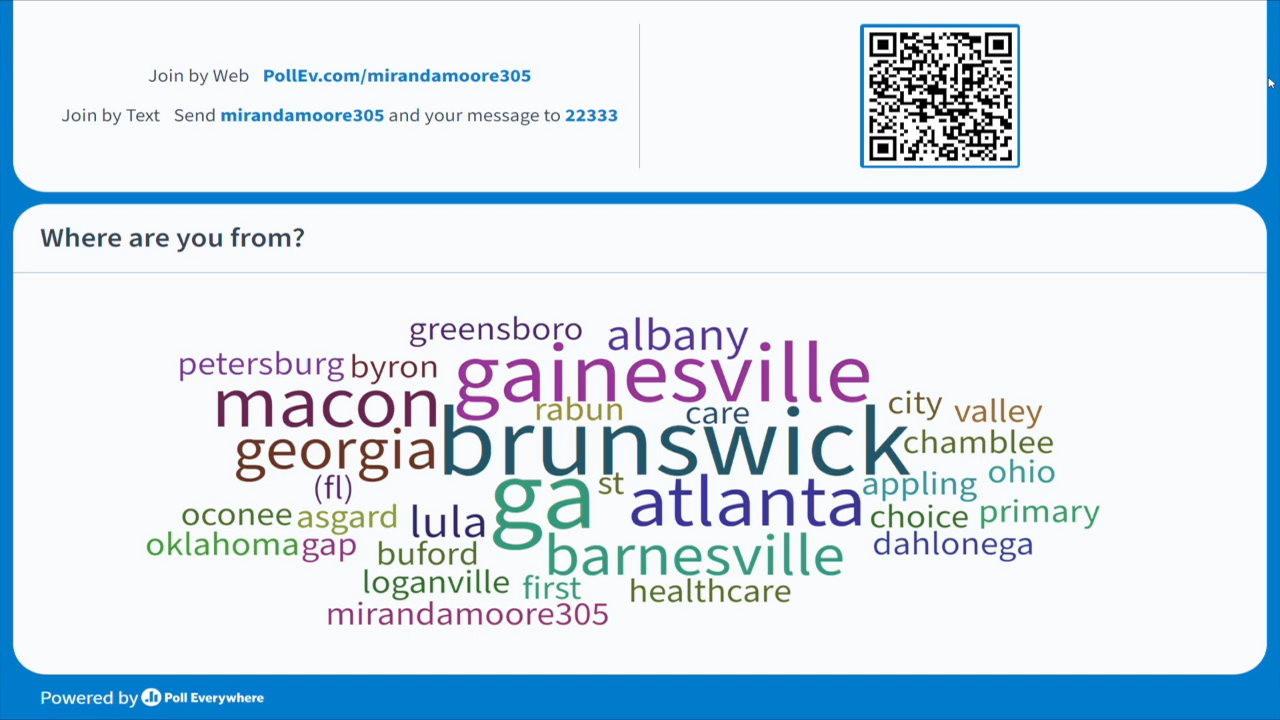 Join by Web PollEv.com/mirandamoore305
Join by Text Send mirandamoore305 and your message to 22333
Where are you from?
greensboro albany
petersburg byron gainesville
macon rabun care city valley
georgia brunswick chamblee
(fl) ga st atlanta appling ohio
oconee asgard lula choice primary
oklahoma gap buford barnesville dahlonega
loganville first healthcare
mirandamoore305
Powered by Poll Everywhere